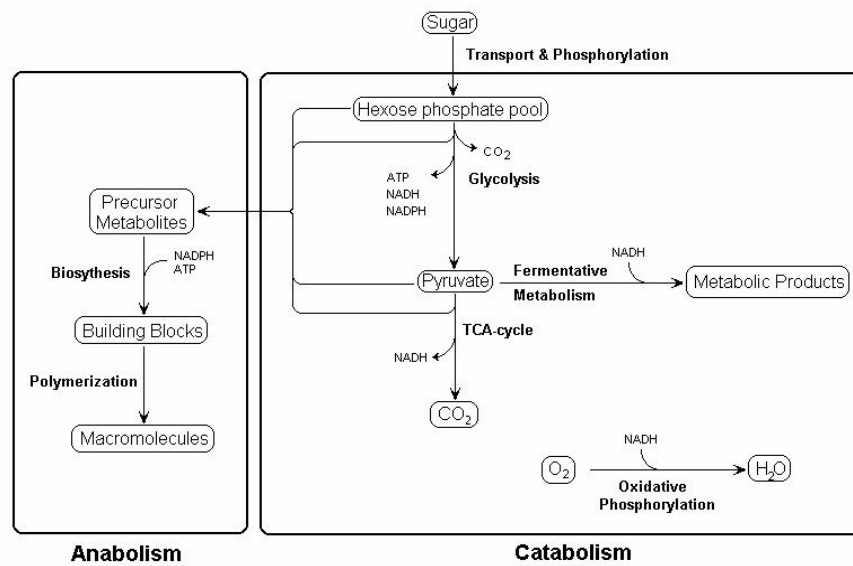 Sugar
Transport & Phosphorylation
Hexose phosphate pool
CO2
ATP
NADH
NADPH
Glycolysis
Precursor
Metabolites
NADPH
ATP
Biosythesis
Pyruvate
Fermentative
Metabolism
NADH
Metabolic Products
Building Blocks
TCA-cycle
NADH
Polymerization
CO2
Macromolecules
NADH
O2
H2O
Oxidative
Phosphorylation
Anabolism
Catabolism